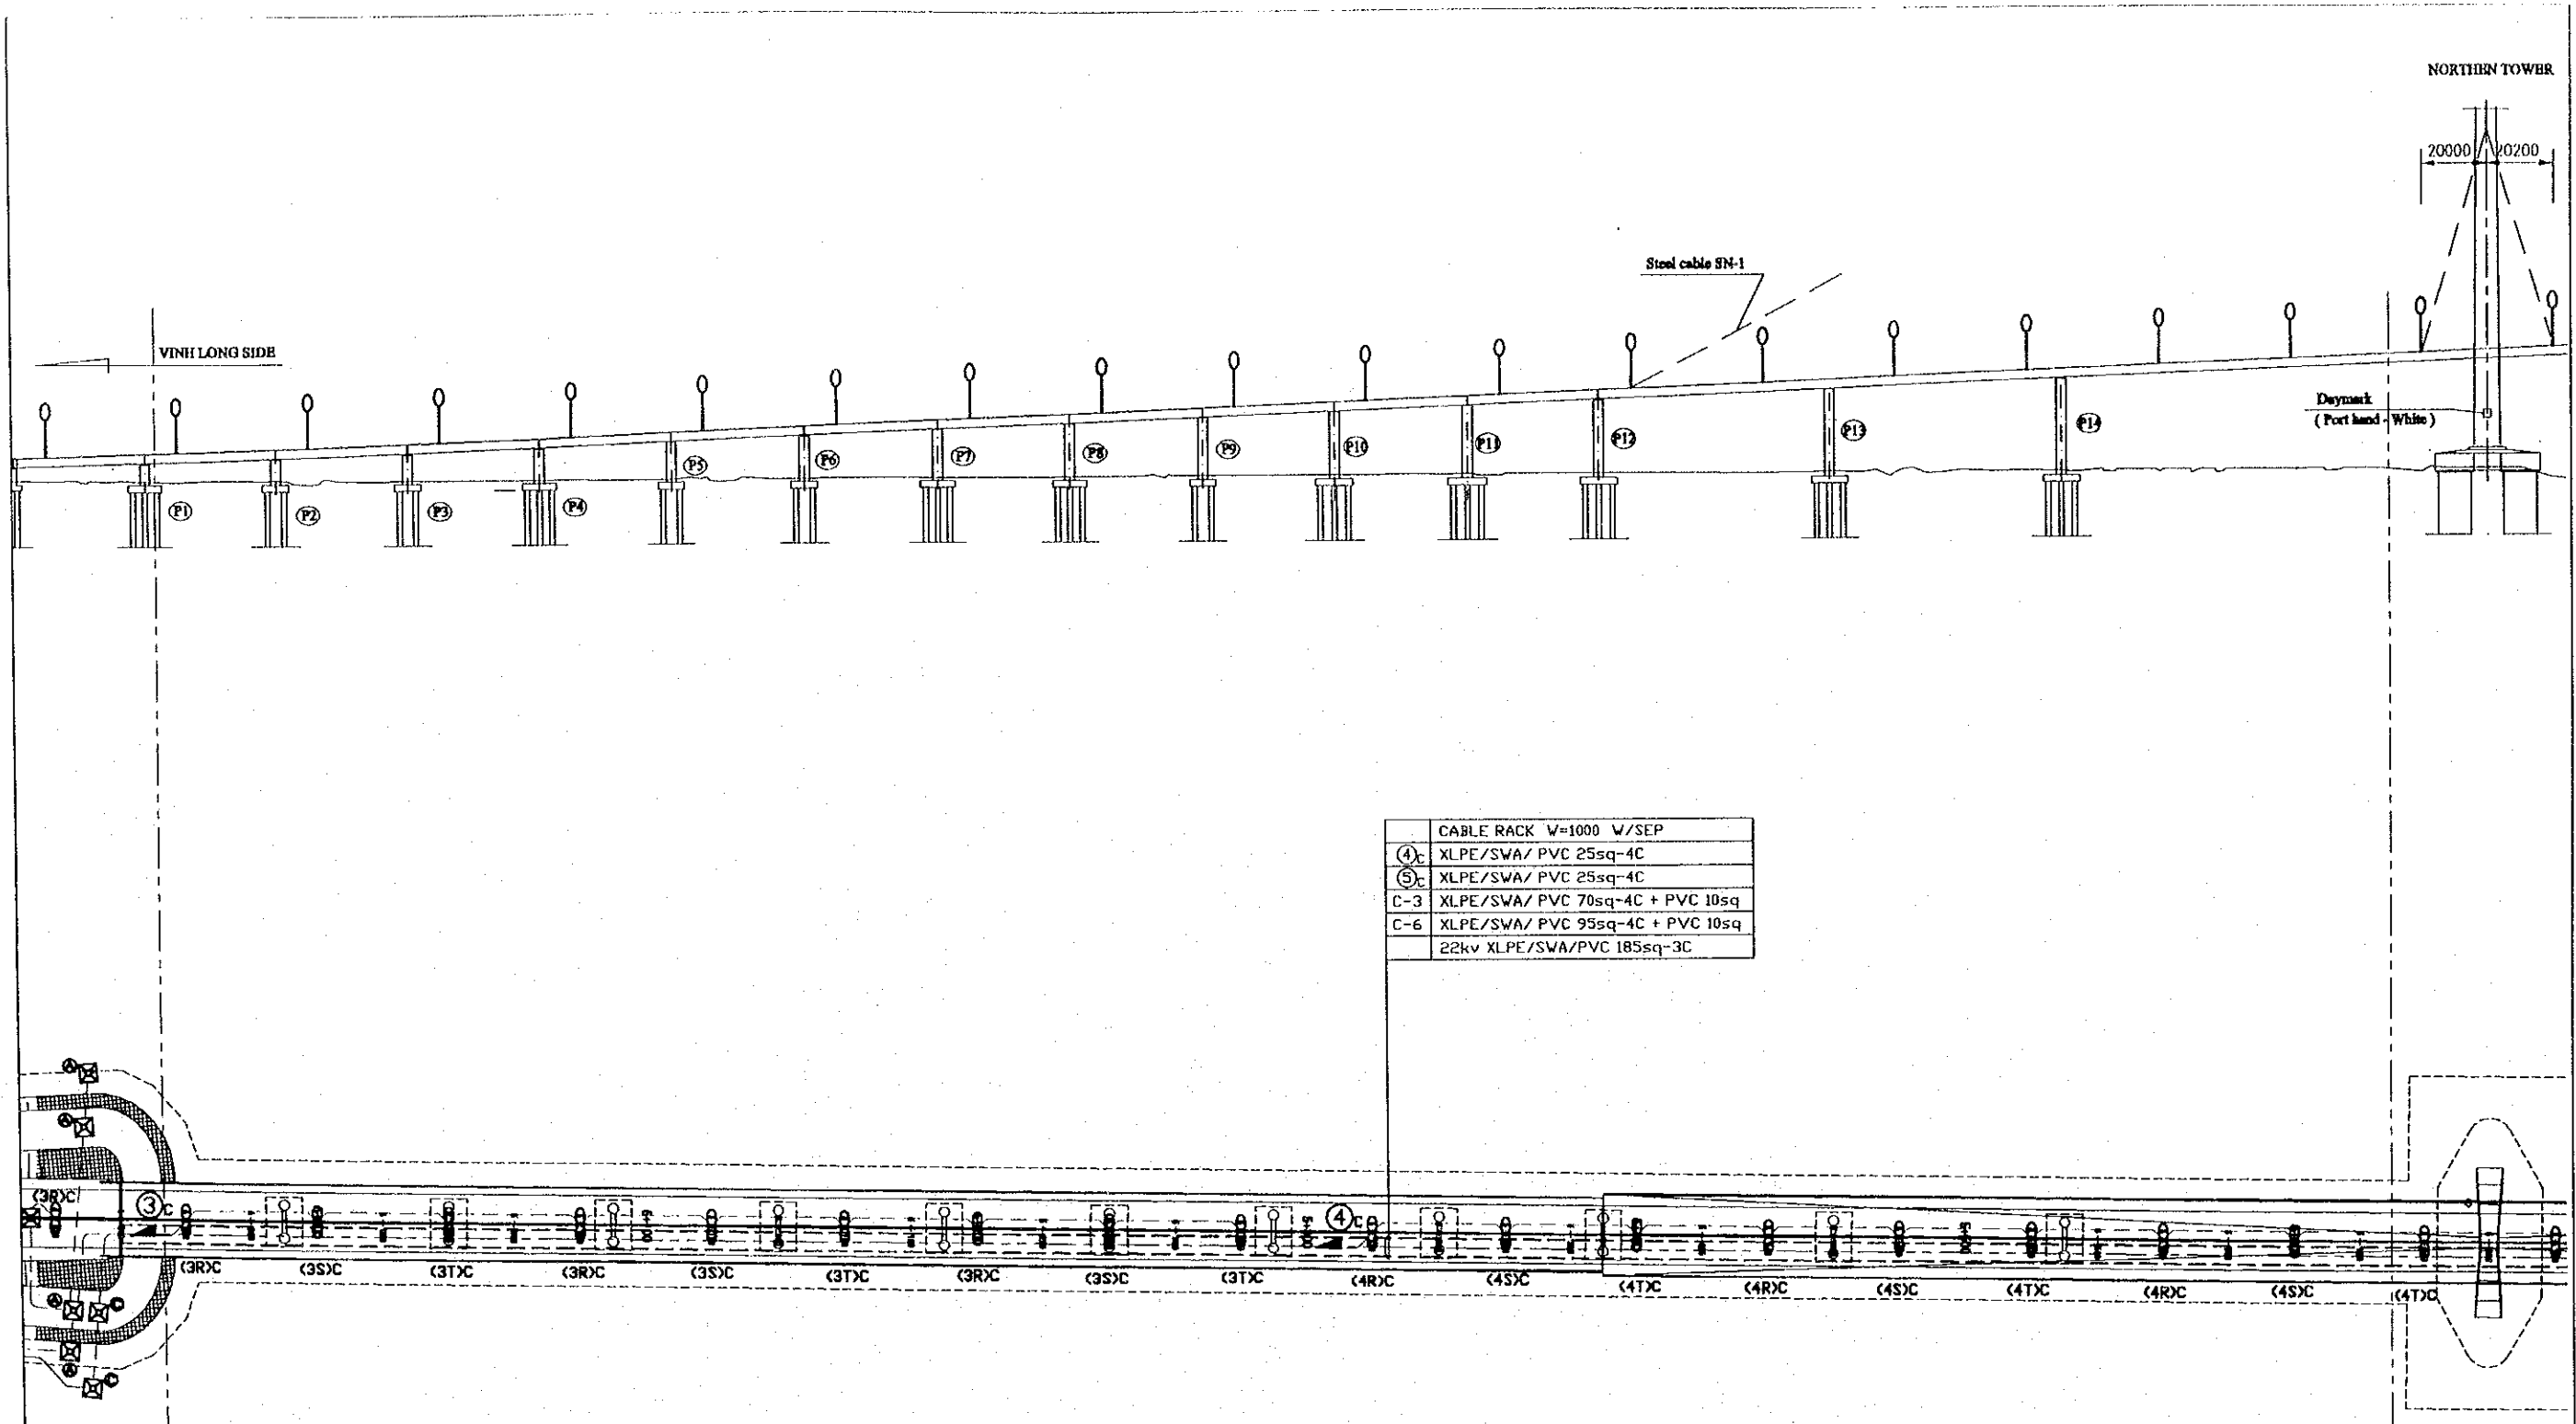 NORTHEN TOWER
20000 20200
Steel cable SN-1
VINH LONG SIDE
Daymark
( Port hand - White )
P1
P2
P3
P4
P5
P6
P7
P8
P9
P10
P11
P12
P13
P14
CABLE RACK W=1000 W/SEP
4 C XLPE/SWA/ PVC 25sq-4C
5 C XLPE/SWA/ PVC 25sq-4C
C-3 XLPE/SWA/ PVC 70sq-4C + PVC 10sq
C-6 XLPE/SWA/ PVC 95sq-4C + PVC 10sq
22kv XLPE/SWA/PVC 185sq-3C
A
A
(3R)C
3 C
4 C
(3R)C (3S)C (3T)C (3R)C (3S)C (3T)C (3R)C (3S)C (3T)C (4R)C (4S)C (4T)C (4R)C (4S)C (4T)C (4R)C (4S)C (4T)C
A
C
A
C